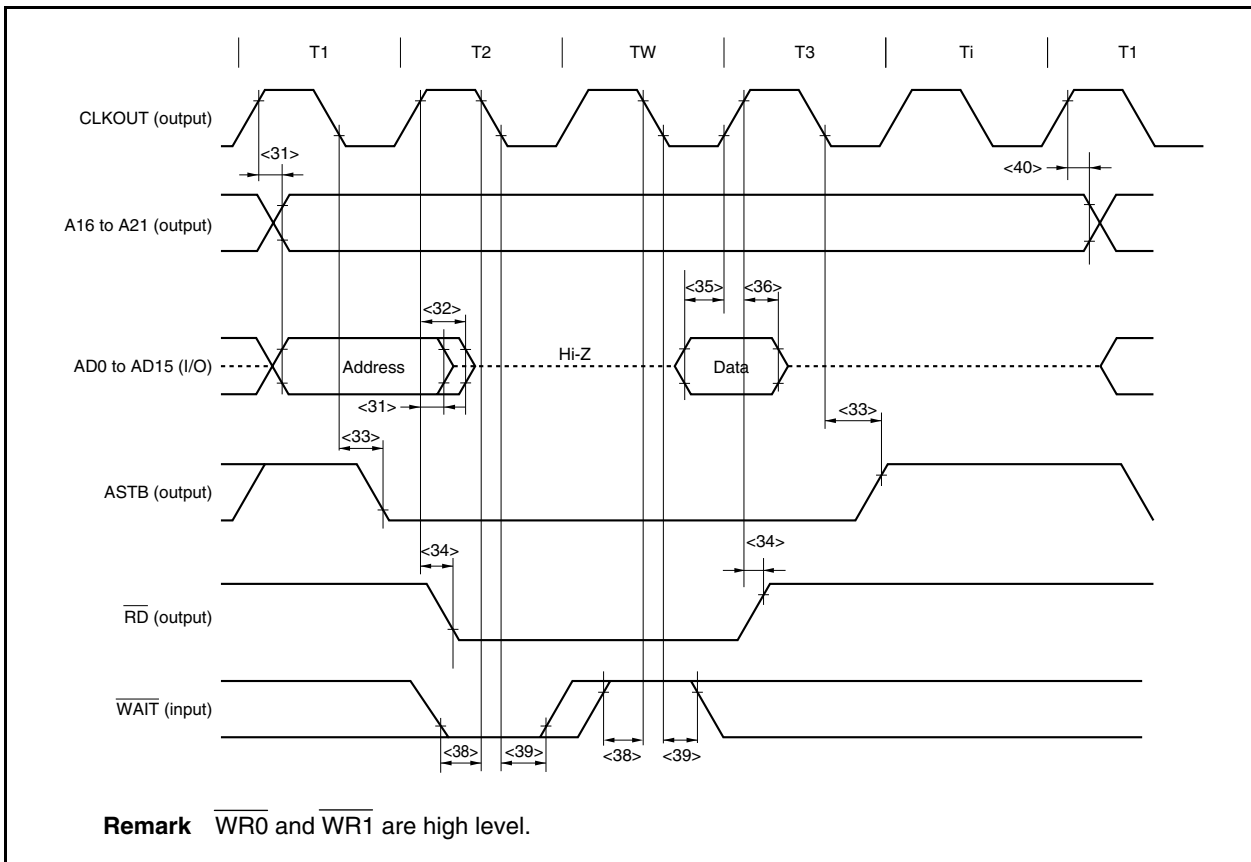 T1 T2 TW T3 Ti T1
CLKOUT (output)
<31> <40>
A16 to A21 (output)
<35> <36>
<32>
Hi-Z
AD0 to AD15 (I/O) Address Data
<31>
<33> <33>
ASTB (output)
<34> <34>
RD (output)
WAIT (input)
<38> <39> <38> <39>
Remark WR0 and WR1 are high level.